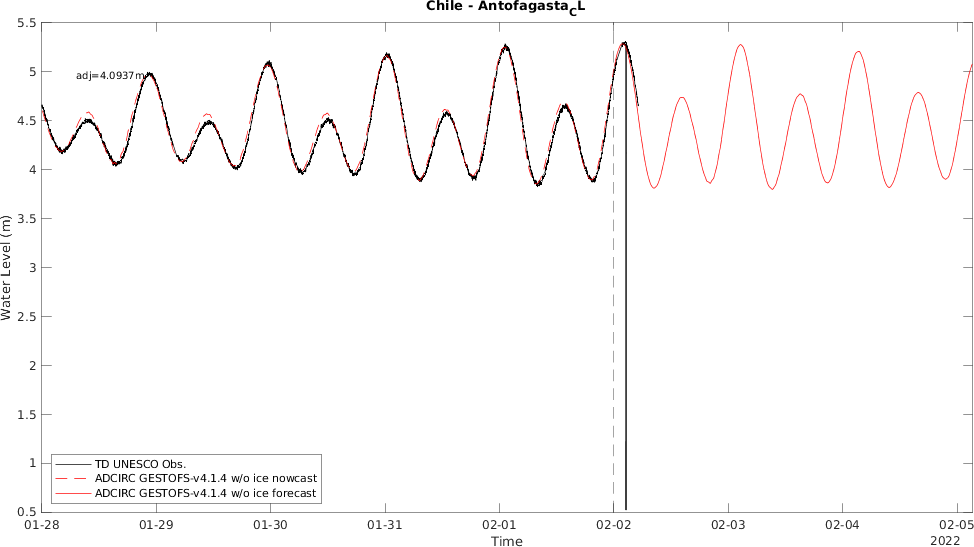 Chile - Antofagasta_CL
5.5
5
4.5
4
3.5
3
2.5
2
1.5
1
0.5
Water Level (m)
adj=4.0937m
TD UNESCO Obs.
ADCIRC GESTOFS-v4.1.4 w/o ice nowcast
ADCIRC GESTOFS-v4.1.4 w/o ice forecast
01-28 01-29 01-30 01-31 02-01 02-02 02-03 02-04 02-05
Time
2022